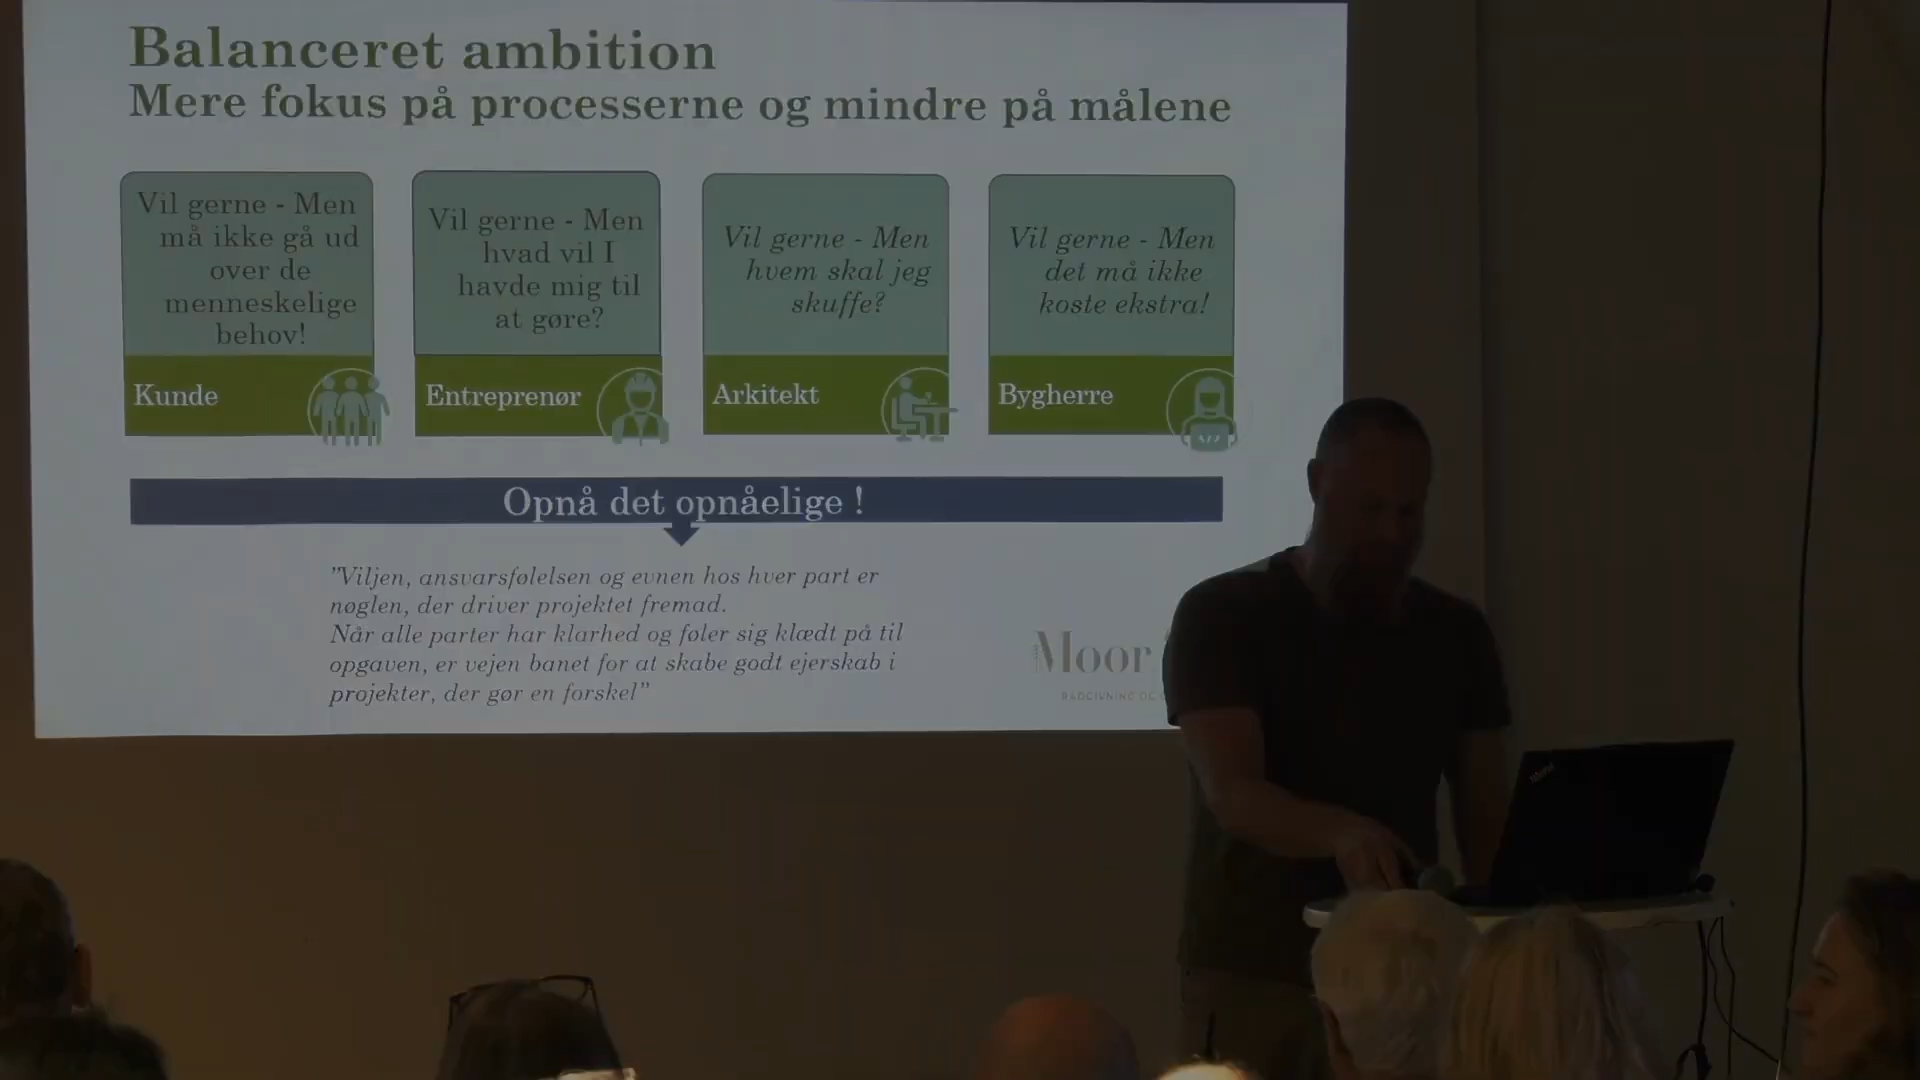 Balanceret ambition
Mere fokus på processerne og mindre på målene
Vil gerne - Men
må ikke gå ud
over de
menneskelige
behov!
Kunde
Vil gerne - Men
hvad vil I
havde mig til
at gøre?
Entreprenør
Vil gerne - Men
hvem skal jeg
skuffe?
Arkitekt
Vil gerne - Men
det må ikke
koste ekstra!
Bygherre
Opnå det opnåelige !
"Viljen, ansvarsfølelsen og evnen hos hver part er
nøglen, der driver projektet fremad.
Når alle parter har klarhed og føler sig klædt på til
opgaven, er vejen banet for at skabe godt ejerskab i
projekter, der gør en forskel"
Moor
RÅDGIVNING OG